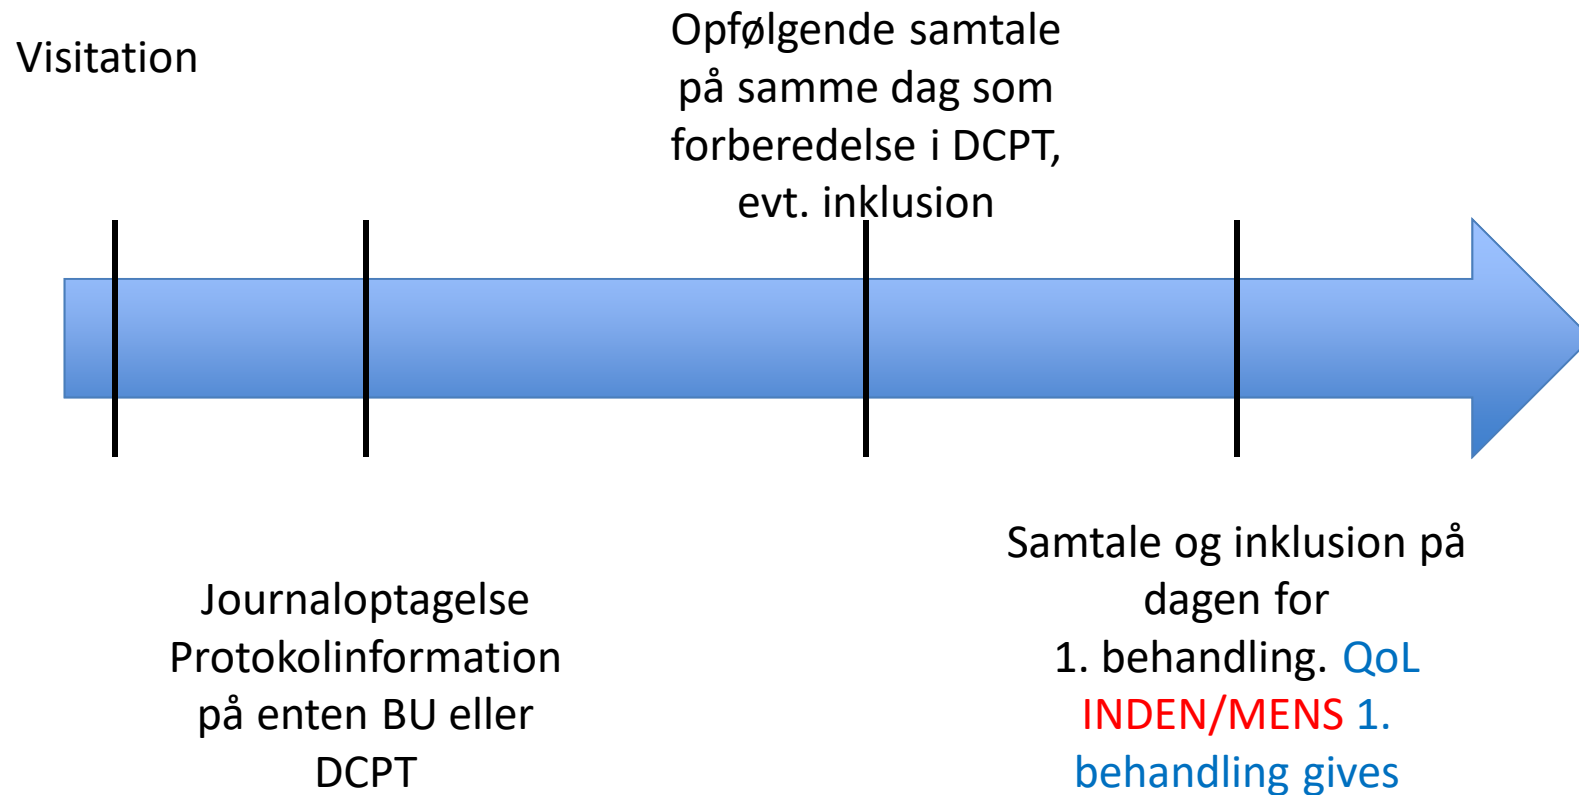 Visitation
Opfølgende samtale
på samme dag som
forberedelse i DCPT,
evt. inklusion
Journaloptagelse
Protokolinformation
på enten BU eller
DCPT
Samtale og inklusion på
dagen for
1. behandling. QoL
INDEN/MENS 1.
behandling gives